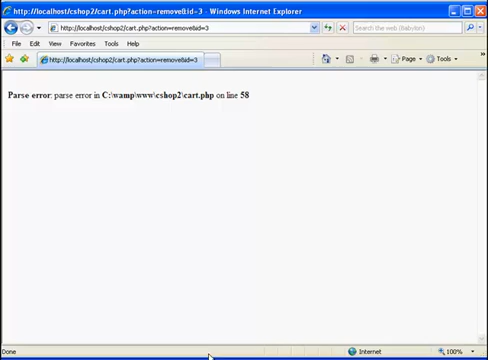 http://localhost/cshop2/cart.php?action=remove&id=3 - Windows Internet Explorer
http://localhost/cshop2/cart.php?action=remove&id=3
Search the web (Babylon)
File Edit View Favorites Tools Help
http://localhost/cshop2/cart.php?action=remove&id=3
Page Tools
Parse error: parse error in C:\wamp\www\cshop2\cart.php on line 58
Done Internet 100%